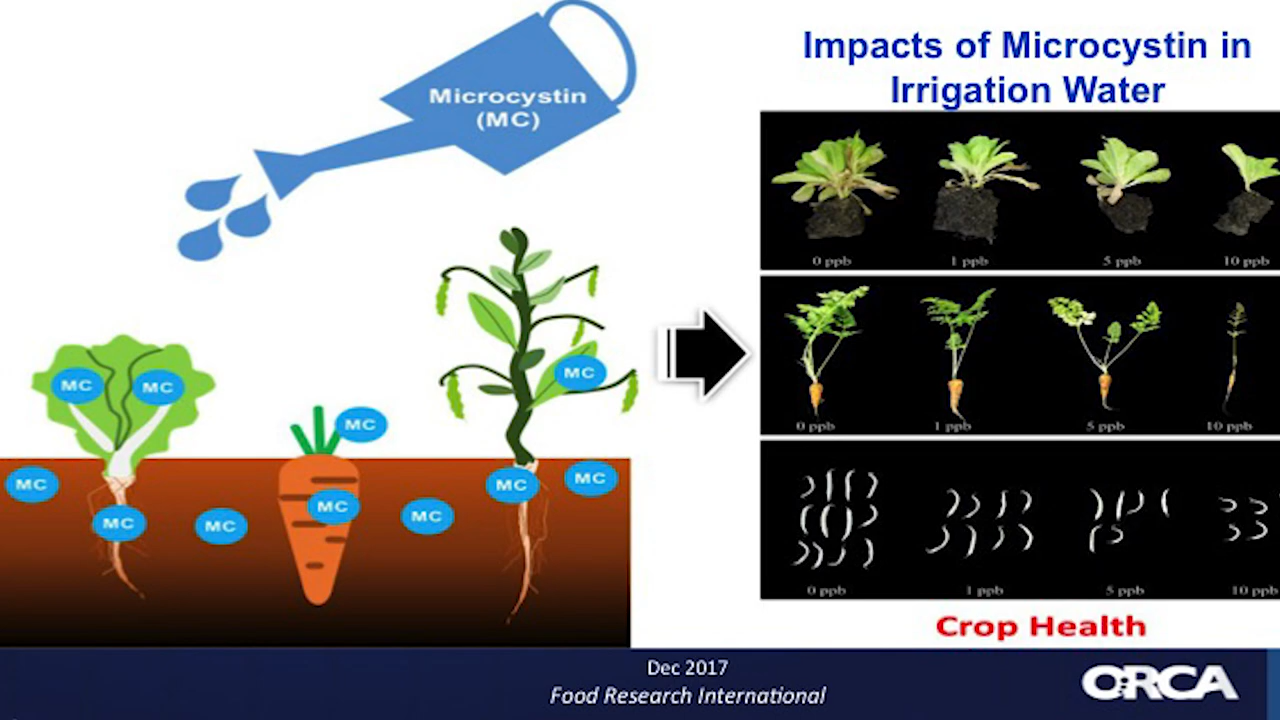 Impacts of Microcystin in
Irrigation Water
Microcystin
(MC)
0 ppb
1 ppb
5 ppb
10 ppb
MC
MC
MC
MC
MC
MC
MC
MC
MC
MC
MC
MC
0 ppb
1 ppb
5 ppb
10 ppb
0 ppb
1 ppb
5 ppb
10 ppb
Crop Health
Dec 2017
Food Research International
ORCA